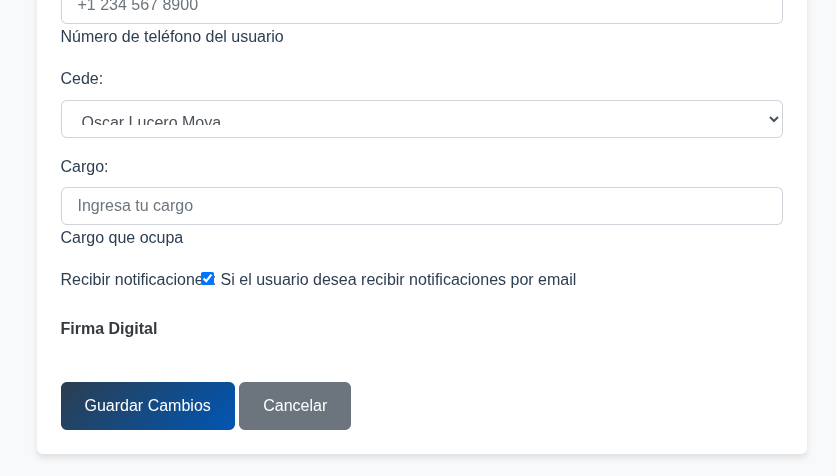 +1 234 567 8900
Número de teléfono del usuario
Cede:
Oscar Lucero Moya
Cargo:
Ingresa tu cargo
Cargo que ocupa
Recibir notificaciones: Si el usuario desea recibir notificaciones por email
Firma Digital
Guardar Cambios Cancelar